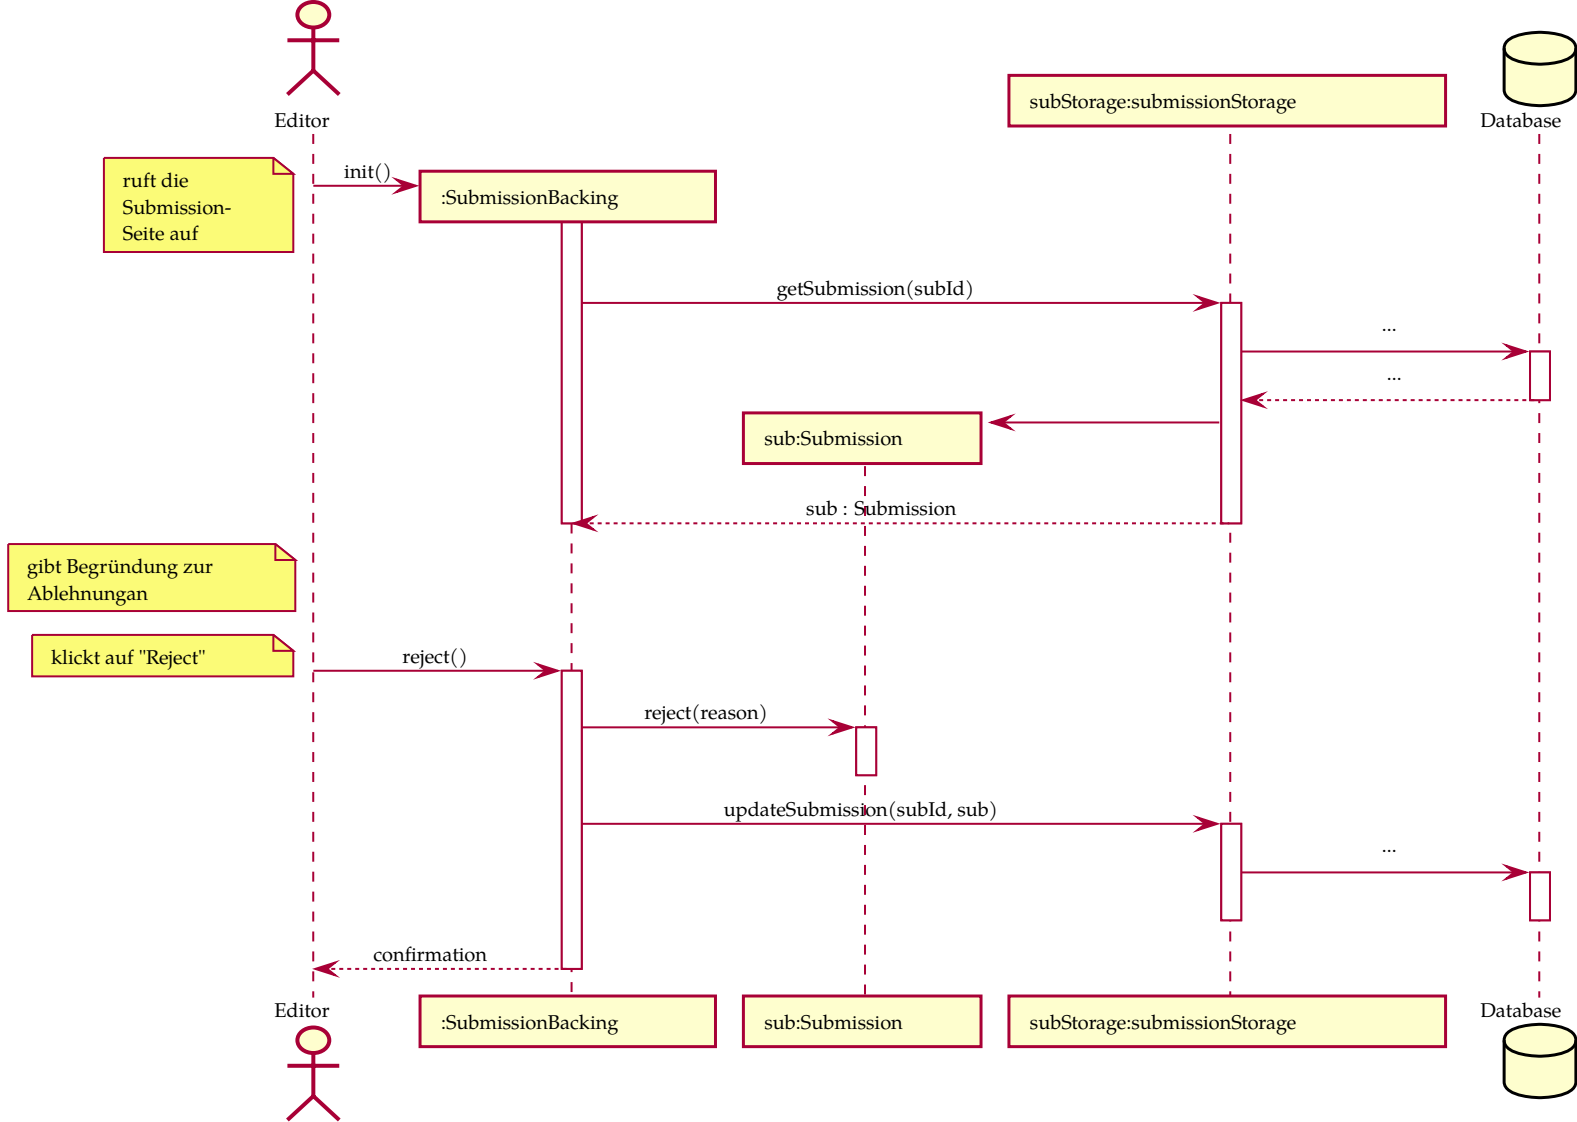 Editor
subStorage:submissionStorage
Database
ruft die
Submission-
Seite auf
init()
:SubmissionBacking
getSubmission(subId)
...
...
sub:Submission
sub : Submission
gibt Begründung zur
Ablehnungan
klickt auf "Reject"
reject()
reject(reason)
updateSubmission(subId, sub)
...
confirmation
Editor
:SubmissionBacking
sub:Submission
subStorage:submissionStorage
Database